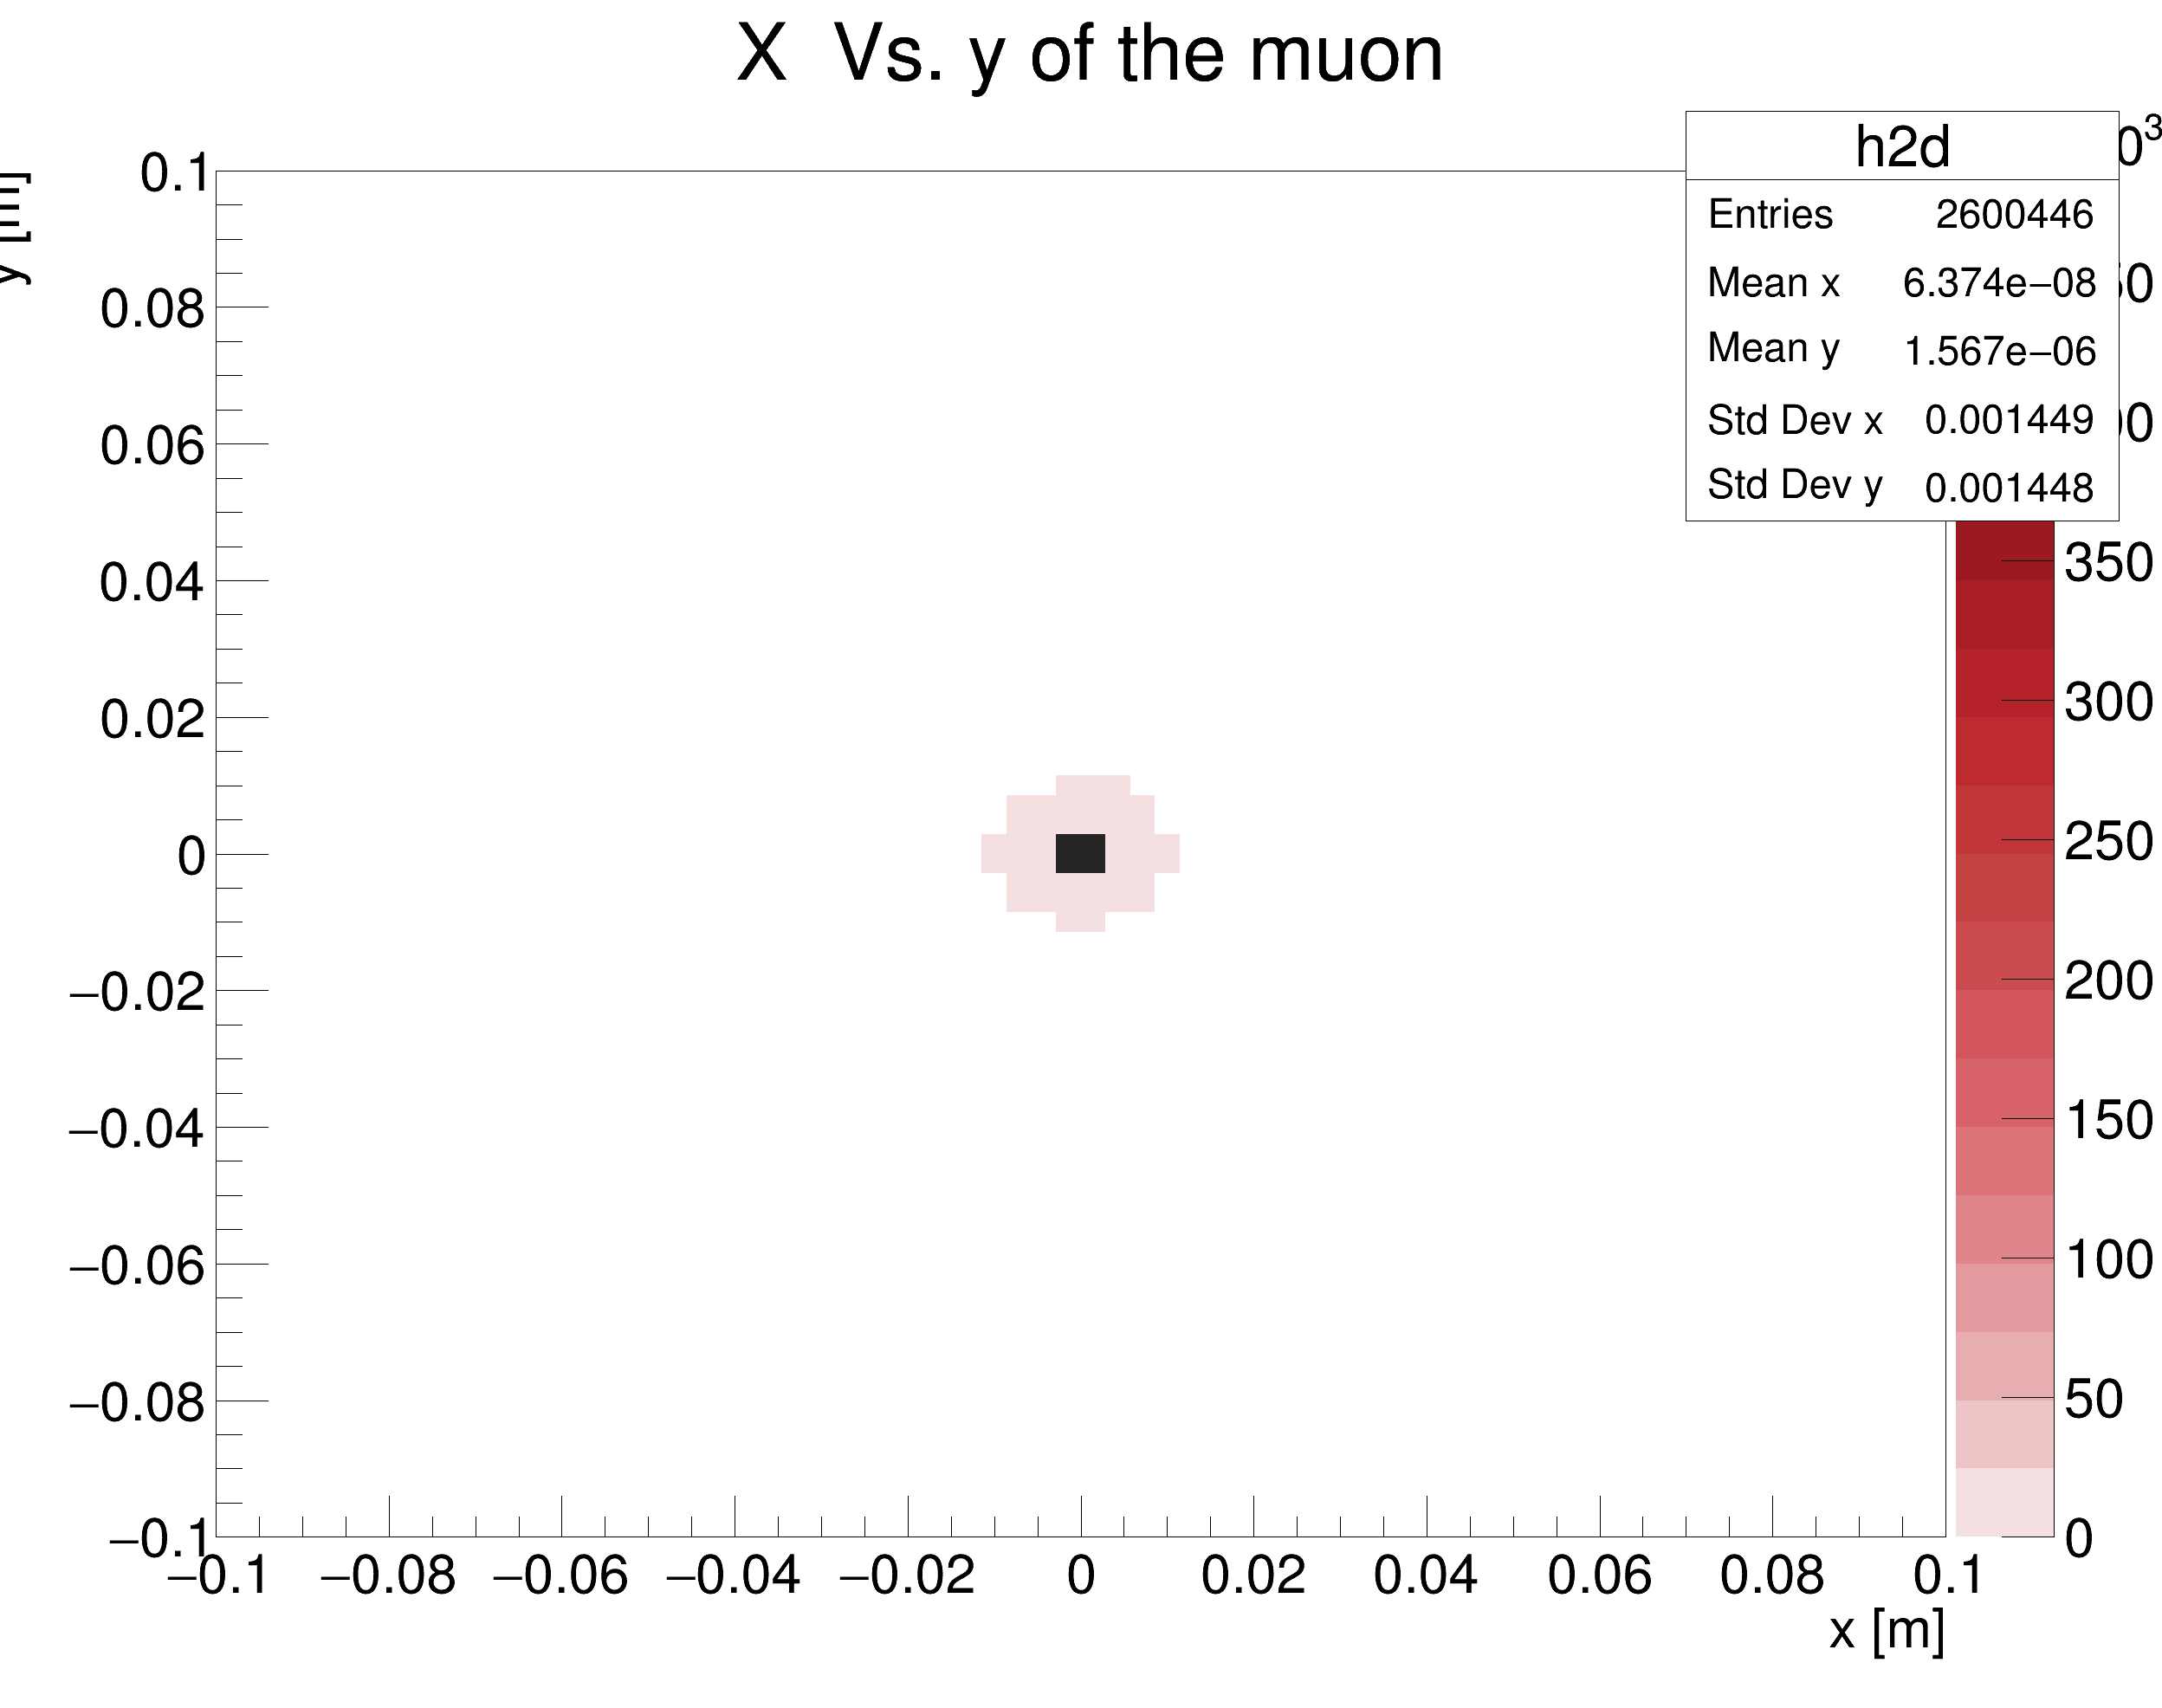 X Vs. y of the muon
y [m]
h2d
Entries 2600446
Mean x 6.374e−08
Mean y 1.567e−06
Std Dev x 0.001449
Std Dev y 0.001448
0.1
0.08
0.06
0.04
0.02
0
−0.02
−0.04
−0.06
−0.08
−0.1
−0.1 −0.08 −0.06 −0.04 −0.02 0 0.02 0.04 0.06 0.08 0.1
x [m]
350
300
250
200
150
100
50
0